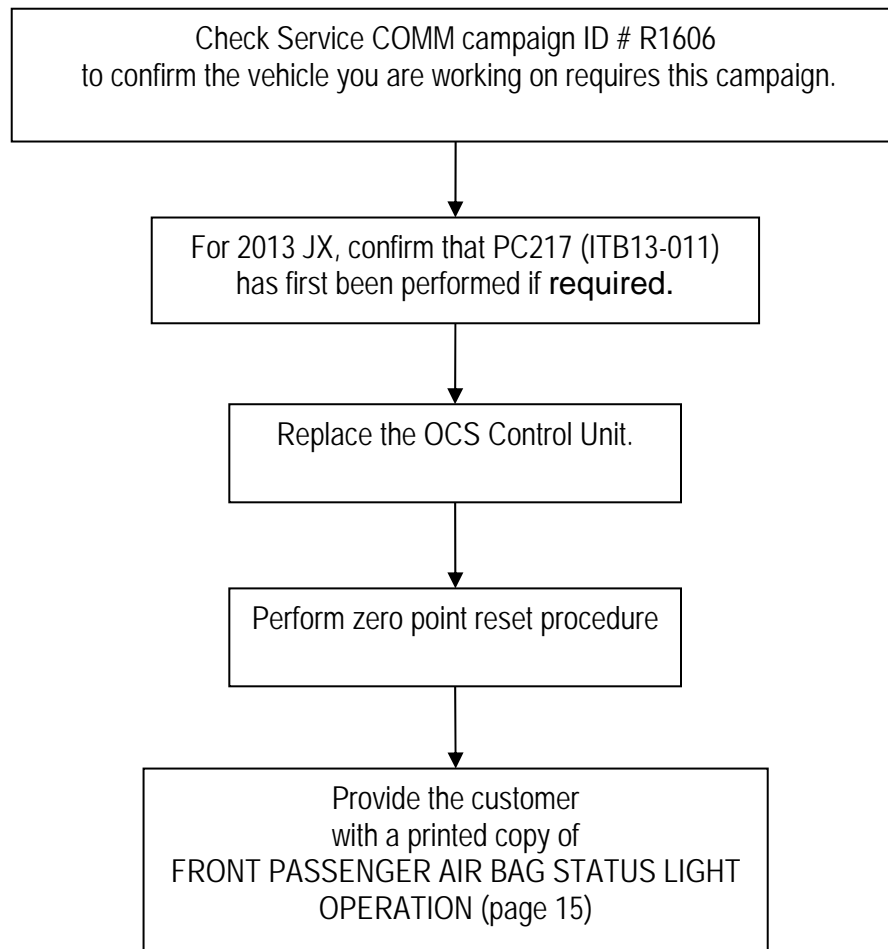 Check Service COMM campaign ID # R1606
to confirm the vehicle you are working on requires this campaign.
For 2013 JX, confirm that PC217 (ITB13-011)
has first been performed if required.
Replace the OCS Control Unit.
Perform zero point reset procedure
Provide the customer
with a printed copy of
FRONT PASSENGER AIR BAG STATUS LIGHT
OPERATION (page 15)